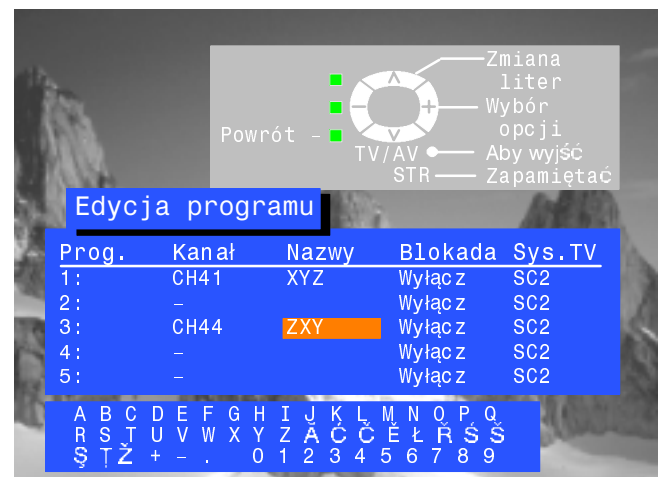 Zmiana
liter
Wybór
opcji
Powrót -
TV/AV Aby wyjść
STR Zapamiętać
Edycja programu
Prog. Kanał Nazwy Blokada Sys.TV
1: CH41 XYZ Wyłącz SC2
2: – Wyłącz SC2
3: CH44 ZXY Wyłącz SC2
4: – Wyłącz SC2
5: – Wyłącz SC2
A B C D E F G H I J K L M N O P Q
R S T U V W X Y Z Ă Ć Č Ě Ł Ř Ś Š
Ş Ţ Ž + – . 0 1 2 3 4 5 6 7 8 9